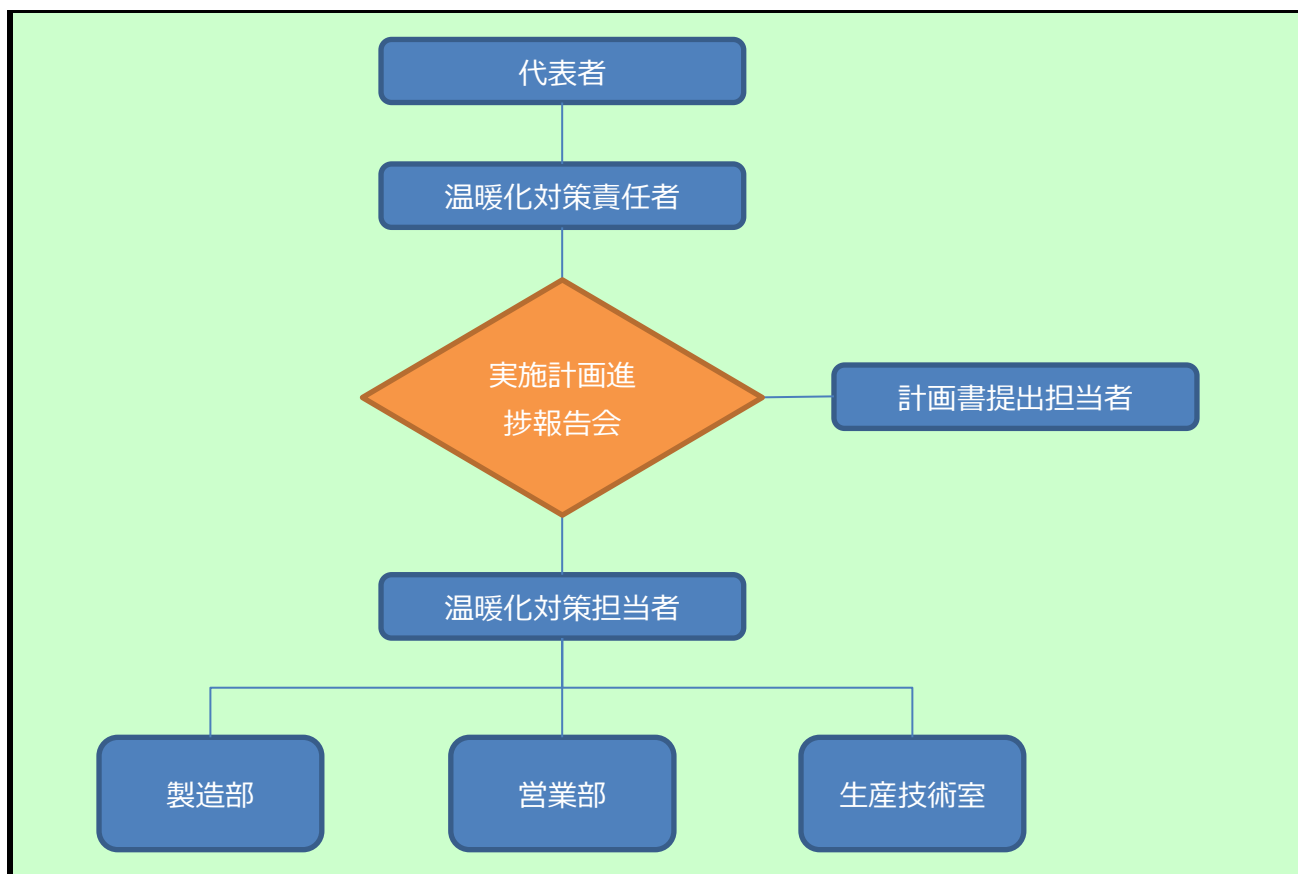 代表者
温暖化対策責任者
実施計画進
捗報告会
計画書提出担当者
温暖化対策担当者
製造部
営業部
生産技術室